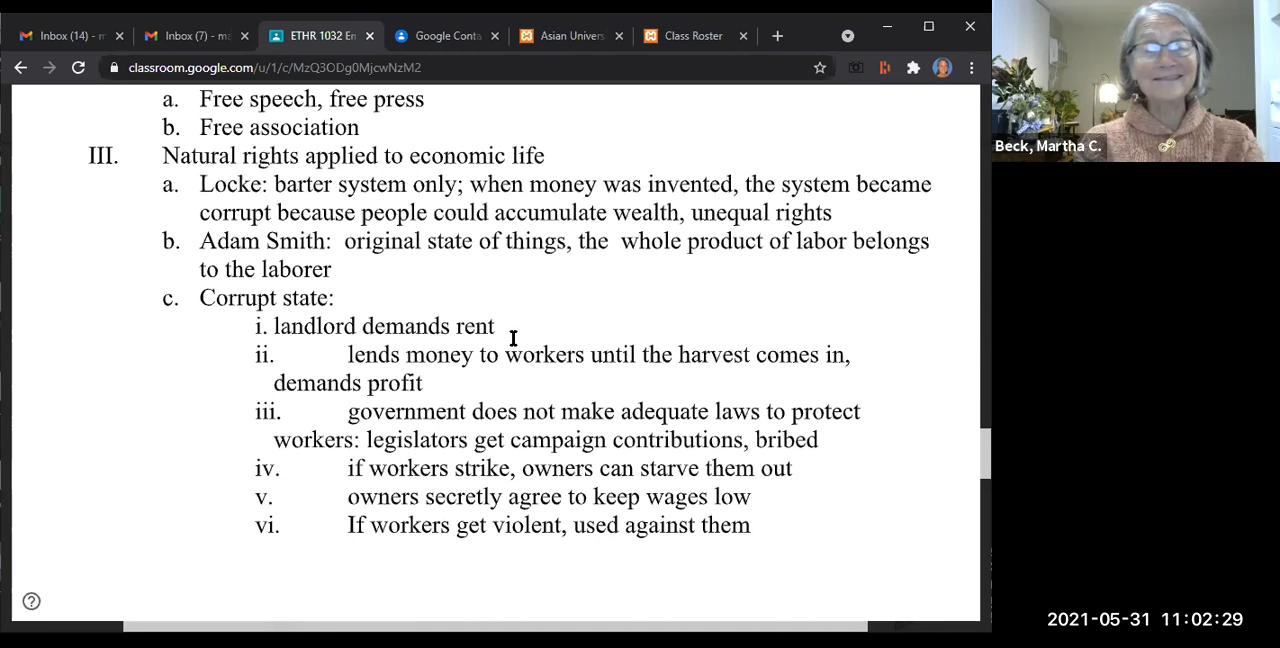 Inbox (14) - m
Inbox (7) - ma
ETHR 1032 En
Google Conta
Asian Univers
Class Roster
classroom.google.com/u/1/c/MzQ3ODg0MjcwNzM2
a. Free speech, free press
b. Free association
III. Natural rights applied to economic life
a. Locke: barter system only; when money was invented, the system became
corrupt because people could accumulate wealth, unequal rights
b. Adam Smith: original state of things, the whole product of labor belongs
to the laborer
c. Corrupt state:
i. landlord demands rent
ii. lends money to workers until the harvest comes in,
demands profit
iii. government does not make adequate laws to protect
workers: legislators get campaign contributions, bribed
iv. if workers strike, owners can starve them out
v. owners secretly agree to keep wages low
vi. If workers get violent, used against them
Beck, Martha C.
2021-05-31 11:02:29